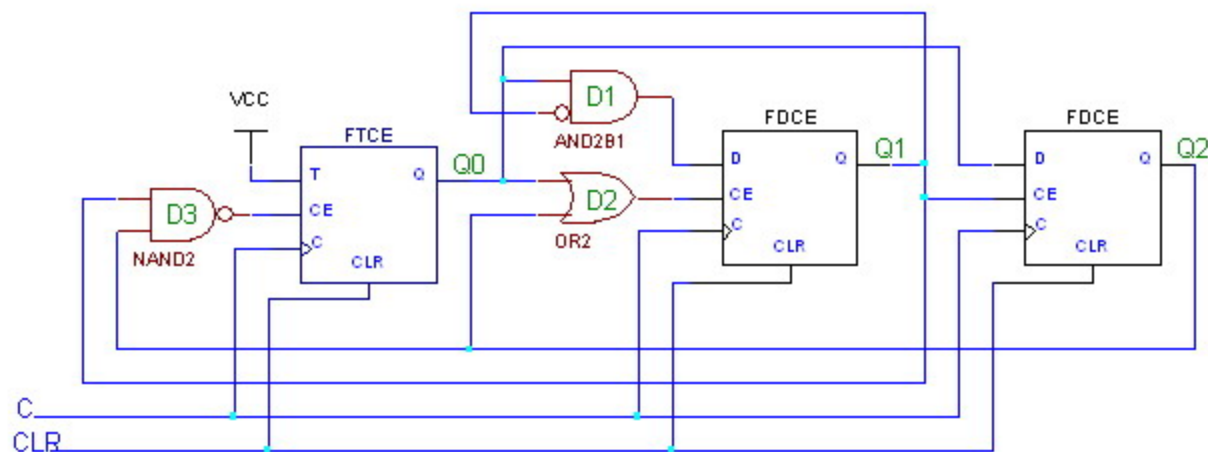 D1
VCC
FTCE
AND2B1
FDCE
FDCE
Q0
Q1
Q2
T
Q
D
Q
D
Q
D3
CE
D2
CE
CE
C
C
C
NAND2
CLR
OR2
CLR
CLR
C
CLR